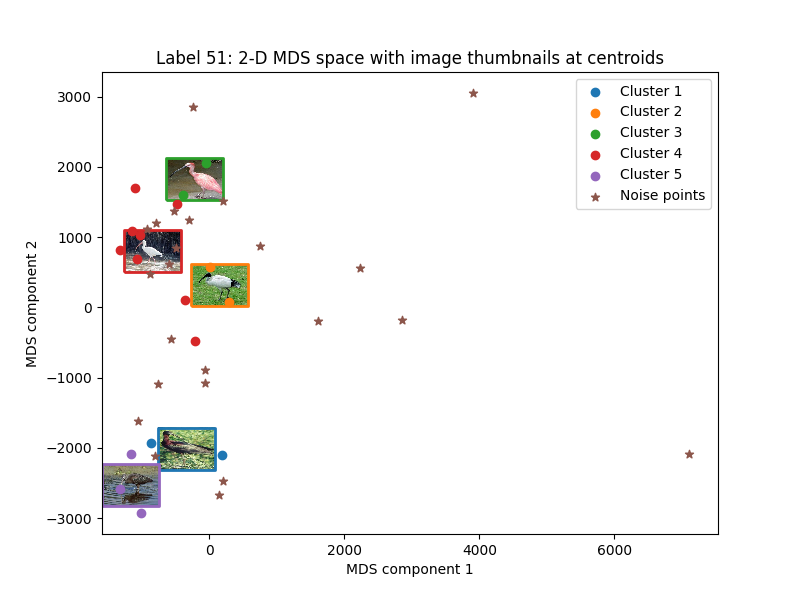 Label 51: 2-D MDS space with image thumbnails at centroids
Cluster 1
Cluster 2
Cluster 3
Cluster 4
Cluster 5
Noise points
3000
2000
1000
0
−1000
−2000
−3000
MDS component 2
0 2000 4000 6000
MDS component 1